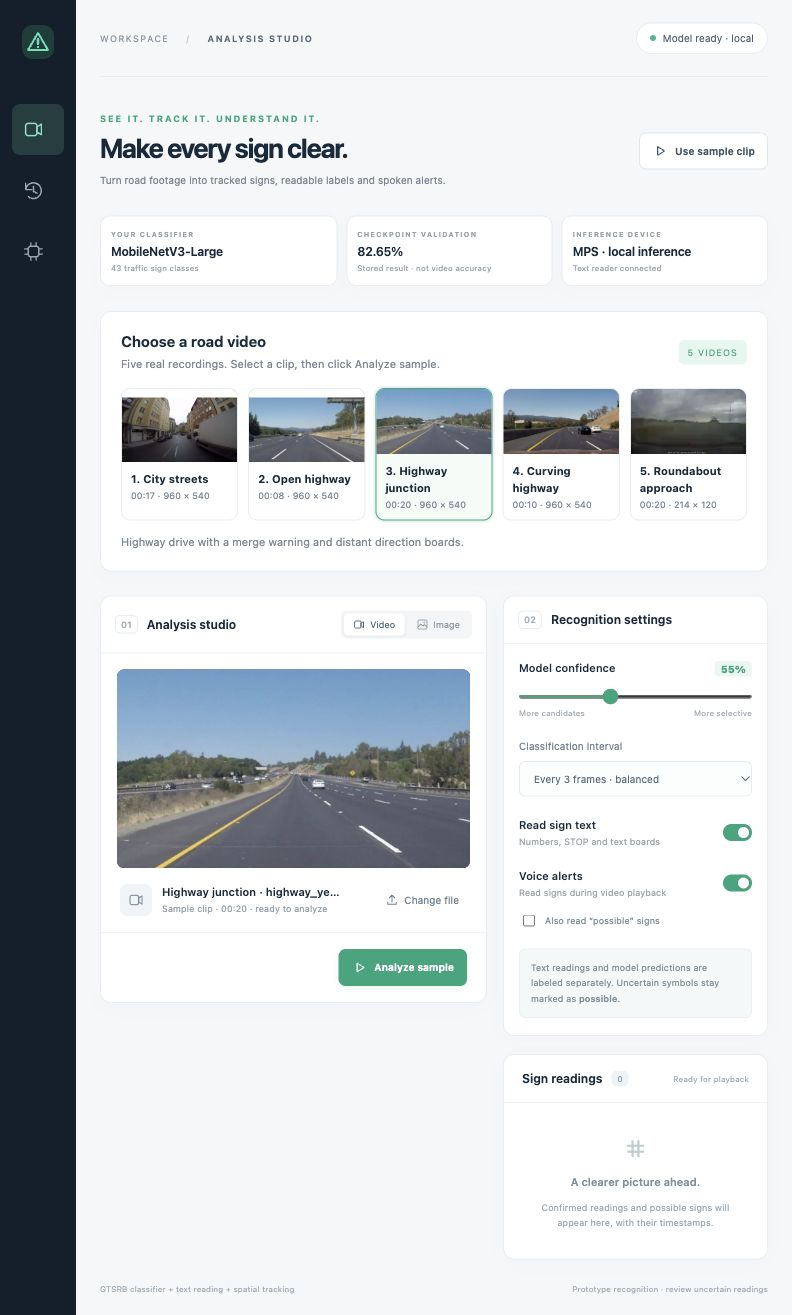 WORKSPACE / ANALYSIS STUDIO
Model ready · local
SEE IT. TRACK IT. UNDERSTAND IT.
Make every sign clear.
Turn road footage into tracked signs, readable labels and spoken alerts.
Use sample clip
YOUR CLASSIFIER
MobileNetV3-Large
43 traffic sign classes
CHECKPOINT VALIDATION
82.65%
Stored result · not video accuracy
INFERENCE DEVICE
MPS · local inference
Text reader connected
Choose a road video
Five real recordings. Select a clip, then click Analyze sample.
5 VIDEOS
1. City streets
00:17 · 960 × 540
2. Open highway
00:08 · 960 × 540
3. Highway
junction
00:20 · 960 × 540
4. Curving
highway
00:10 · 960 × 540
5. Roundabout
approach
00:20 · 214 × 120
Highway drive with a merge warning and distant direction boards.
01 Analysis studio
Video
Image
Highway junction · highway_ye...
Sample clip · 00:20 · ready to analyze
Change file
Analyze sample
02 Recognition settings
Model confidence
55%
More candidates
More selective
Classification interval
Every 3 frames · balanced
Read sign text
Numbers, STOP and text boards
Voice alerts
Read signs during video playback
Also read “possible” signs
Text readings and model predictions are
labeled separately. Uncertain symbols stay
marked as possible.
Sign readings 0
Ready for playback
A clearer picture ahead.
Confirmed readings and possible signs will
appear here, with their timestamps.
GTSRB classifier + text reading + spatial tracking
Prototype recognition · review uncertain readings